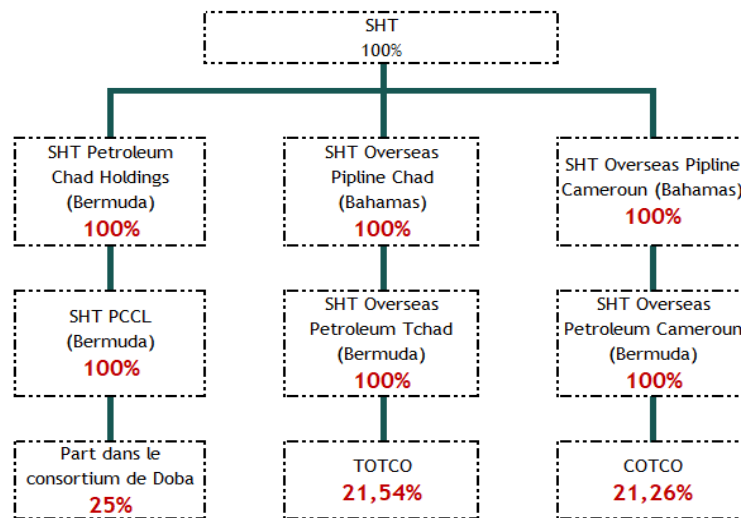 SHT
100%
SHT Petroleum
Chad Holdings
(Bermuda)
100%
SHT Overseas
Pipline Chad
(Bahamas)
100%
SHT Overseas Pipline
Cameroun (Bahamas)
100%
SHT PCCL
(Bermuda)
100%
SHT Overseas
Petroleum Tchad
(Bermuda)
100%
SHT Overseas
Petroleum Cameroun
(Bermuda)
100%
Part dans le
consortium de Doba
25%
TOTCO
21,54%
COTCO
21,26%